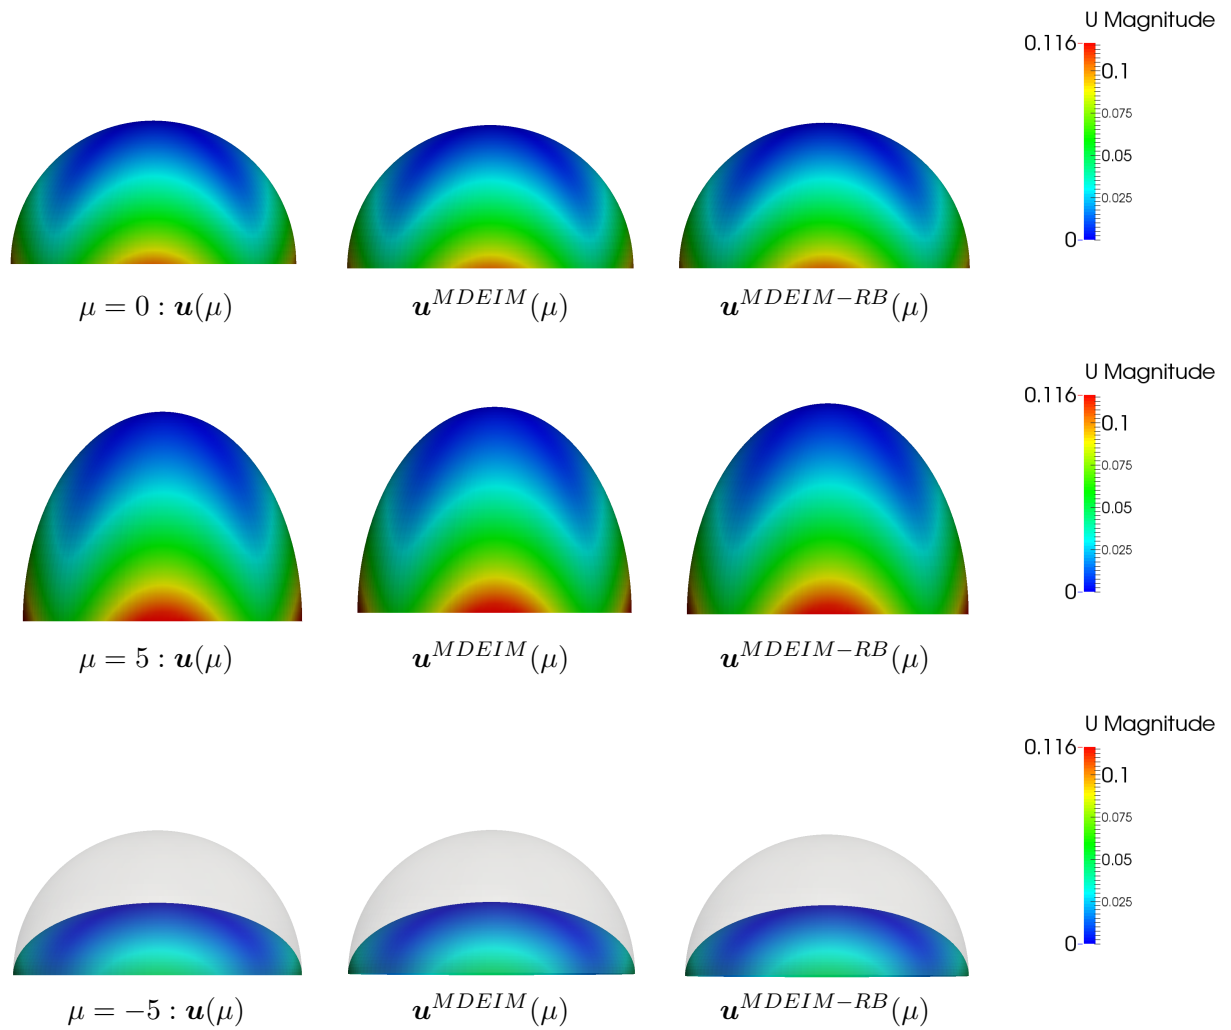 U Magnitude
0.116
0.1
0.075
0.05
0.025
0
μ = 0 : u(μ)
u^{MDEIM}(μ)
u^{MDEIM−RB}(μ)
U Magnitude
0.116
0.1
0.075
0.05
0.025
0
μ = 5 : u(μ)
u^{MDEIM}(μ)
u^{MDEIM−RB}(μ)
U Magnitude
0.116
0.1
0.075
0.05
0.025
0
μ = −5 : u(μ)
u^{MDEIM}(μ)
u^{MDEIM−RB}(μ)